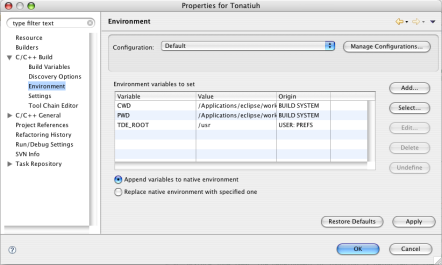 Properties for Tonatiuh
type filter text
Resource
Builders
C/C++ Build
Build Variables
Discovery Options
Environment
Settings
Tool Chain Editor
C/C++ General
Project References
Refactoring History
Run/Debug Settings
SVN Info
Task Repository
Environment
Configuration: Default Manage Configurations...
Environment variables to set
Variable Value Origin
CWD /Applications/eclipse/work BUILD SYSTEM
PWD /Applications/eclipse/work BUILD SYSTEM
TDE_ROOT /usr USER: PREFS
Add...
Select...
Edit...
Delete
Undefine
Append variables to native environment
Replace native environment with specified one
Restore Defaults Apply
? OK Cancel